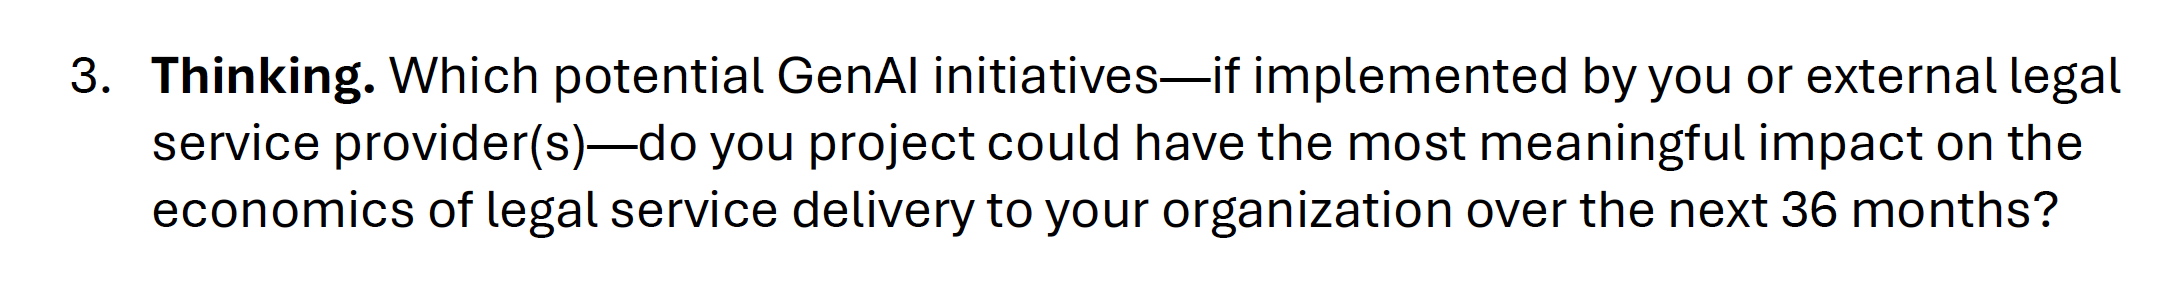 3. Thinking. Which potential GenAI initiatives—if implemented by you or external legal
service provider(s)—do you project could have the most meaningful impact on the
economics of legal service delivery to your organization over the next 36 months?